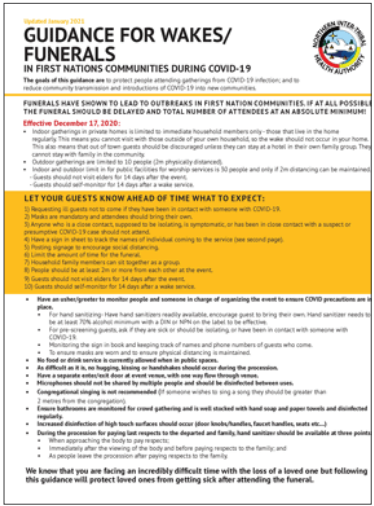 Updated January 2021
GUIDANCE FOR WAKES/
FUNERALS
IN FIRST NATIONS COMMUNITIES DURING COVID-19
The goals of this guidance are to protect people attending gatherings from COVID-19 infection; and to
reduce community transmission and introductions of COVID-19 into new communities.
NORTHERN INTER-TRIBAL
HEALTH AUTHORITY
FUNERALS HAVE SHOWN TO LEAD TO OUTBREAKS IN FIRST NATION COMMUNITIES. IF AT ALL POSSIBLE
THE FUNERAL SHOULD BE DELAYED AND TOTAL NUMBER OF ATTENDEES AT AN ABSOLUTE MINIMUM!
Effective December 17, 2020:
• Indoor gatherings in private homes is limited to immediate household members only - those that live in the home
regularly. This means you cannot visit with those outside of your own household, so the wake should not occur in your home.
This also means that out of town guests should be discouraged unless they can stay at a hotel in their own family group. They
cannot stay with family in the community.
• Outdoor gatherings are limited to 10 people (2m physically distanced).
• Indoor and outdoor limit in for public facilities for worship services is 30 people and only if 2m distancing can be maintained.
- Guests should not visit elders for 14 days after the event.
- Guests should self-monitor for 14 days after a wake service.
LET YOUR GUESTS KNOW AHEAD OF TIME WHAT TO EXPECT:
1) Requesting ill guests not to come if they have been in contact with someone with COVID-19.
2) Masks are mandatory and attendees should bring their own.
3) Anyone who is a close contact, supposed to be isolating, is symptomatic, or has been in close contact with a suspect or
presumptive COVID-19 case should not attend.
4) Have a sign in sheet to track the names of individual coming to the service (see second page).
5) Posting signage to encourage social distancing.
6) Limit the amount of time for the funeral.
7) Household family members can sit together as a group.
8) People should be at least 2m or more from each other at the event.
9) Guests should not visit elders for 14 days after the event.
10) Guests should self-monitor for 14 days after a wake service.
• Have an usher/greeter to monitor people and someone in charge of organizing the event to ensure COVID precautions are in
place.
• For hand sanitizing: Have hand sanitizers readily available, encourage guest to bring their own. Hand sanitizer needs to
be at least 70% alcohol minimum with a DIN or NPN on the label to be effective.
• For pre-screening guests, ask if they are sick or should be isolating, or have been in contact with someone with
COVID-19.
• Monitoring the sign in book and keeping track of names and phone numbers of guests who come.
• To ensure masks are worn and to ensure physical distancing is maintained.
• No food or drink service is currently allowed when in public spaces.
• As difficult as it is, no hugging, kissing or handshakes should occur during the procession.
• Have a separate enter/exit door at event venue, with one way flow through venue.
• Microphones should not be shared by multiple people and should be disinfected between uses.
• Congregational singing is not recommended (If someone wishes to sing a song they should be greater than
2 metres from the congregation).
• Ensure bathrooms are monitored for crowd gathering and is well stocked with hand soap and paper towels and disinfected
regularly.
• Increased disinfection of high touch surfaces should occur (door knobs/handles, faucet handles, seats etc...)
• During the procession for paying last respects to the departed and family, hand sanitizer should be available at three points:
• When approaching the body to pay respects;
• Immediately after the viewing of the body and before paying respects to the family; and
• As people leave the procession after paying respects to the family
We know that you are facing an incredibly difficult time with the loss of a loved one but following
this guidance will protect loved ones from getting sick after attending the funeral.